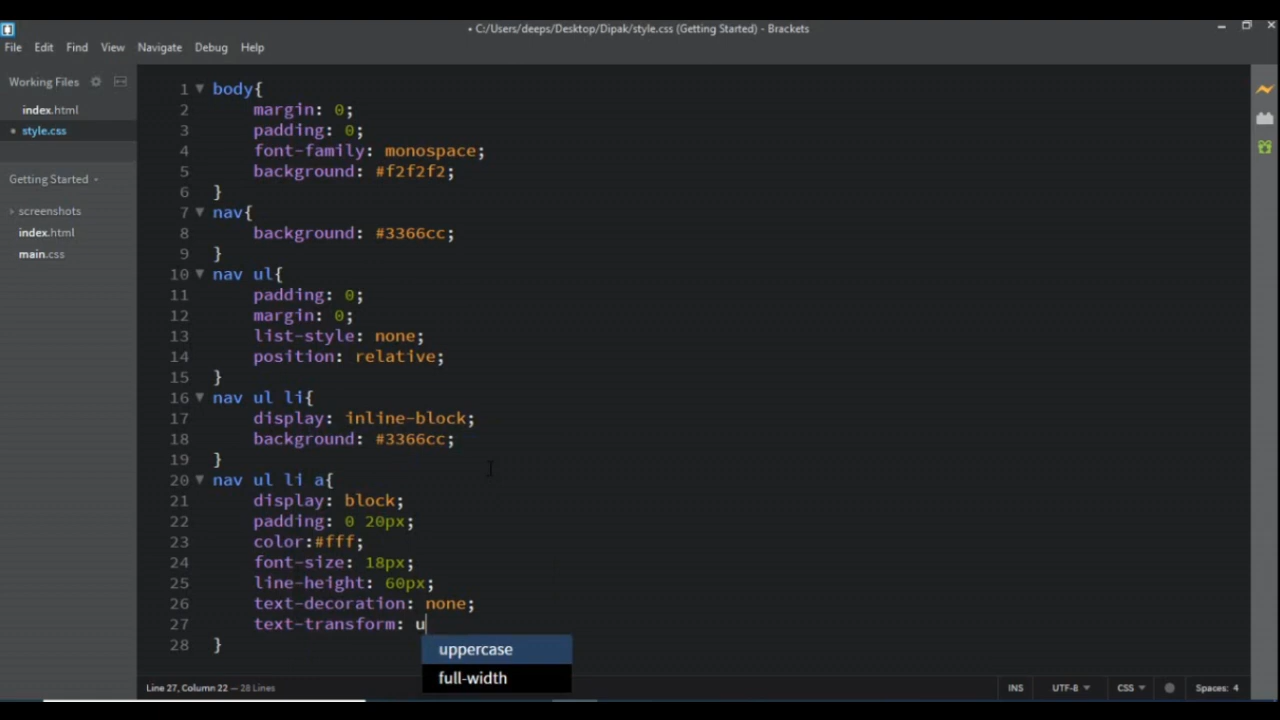 • C:/Users/deeps/Desktop/Dipak/style.css (Getting Started) - Brackets
File Edit Find View Navigate Debug Help
Working Files
index.html
• style.css
Getting Started
screenshots
index.html
main.css
1 body{
2 margin: 0;
3 padding: 0;
4 font-family: monospace;
5 background: #f2f2f2;
6 }
7 nav{
8 background: #3366cc;
9 }
10 nav ul{
11 padding: 0;
12 margin: 0;
13 list-style: none;
14 position: relative;
15 }
16 nav ul li{
17 display: inline-block;
18 background: #3366cc;
19 }
20 nav ul li a{
21 display: block;
22 padding: 0 20px;
23 color:#fff;
24 font-size: 18px;
25 line-height: 60px;
26 text-decoration: none;
27 text-transform: u
28 }
uppercase
full-width
Line 27, Column 22 — 28 Lines
INS UTF-8 CSS Spaces: 4